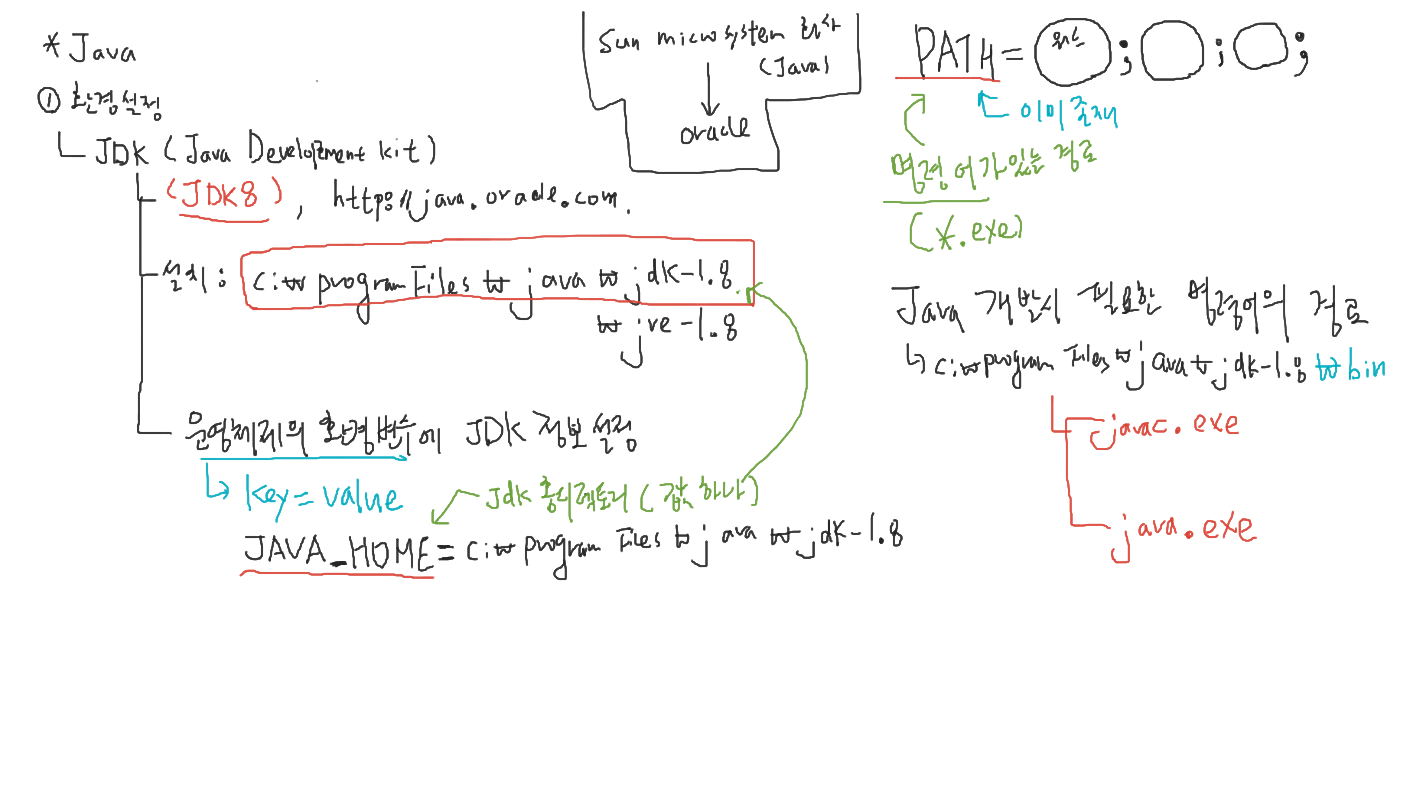 * Java
① 환경설정
JDK (Java Development kit)
(JDK8) , https://java.oracle.com.
설치 : C:₩program Files ₩ java ₩ jdk-1.8
₩ jre-1.8
운영체제의 환경변수에 JDK 정보 설정
key = value
Jdk 홈디렉토리 (값 하나)
JAVA_HOME = C:₩ program Files ₩ java ₩ jdk-1.8
Sun microsystem 회사
(Java)
oracle
PATH = ; ; ;
이미 존재
명령어가 있는 경로
(*.exe)
Java 개발시 필요한 명령어의 경로
C:₩program Files ₩ java ₩ jdk-1.8 ₩ bin
javac.exe
java.exe